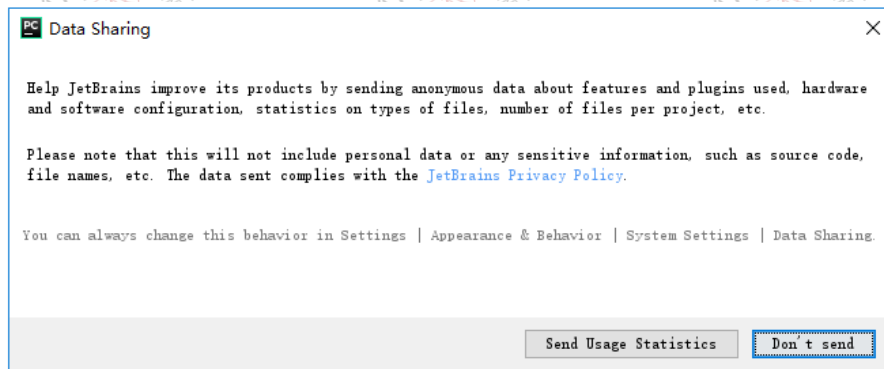 PC Data Sharing
Help JetBrains improve its products by sending anonymous data about features and plugins used, hardware
and software configuration, statistics on types of files, number of files per project, etc.
Please note that this will not include personal data or any sensitive information, such as source code,
file names, etc. The data sent complies with the JetBrains Privacy Policy.
You can always change this behavior in Settings | Appearance & Behavior | System Settings | Data Sharing.
Send Usage Statistics Don't send